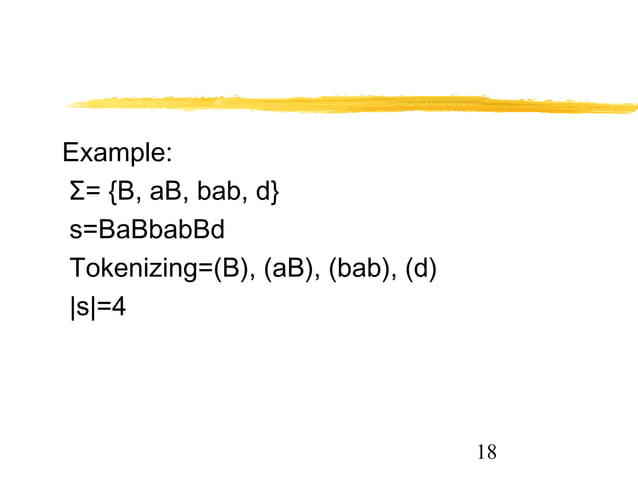 Example:
Σ= {B, aB, bab, d}
s=BaBbabBd
Tokenizing=(B), (aB), (bab), (d)
|s|=4
18